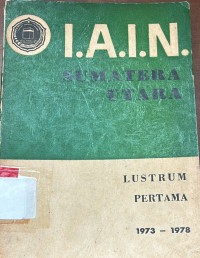 I.A.I.N.
SUMATERA
UTARA
LUSTRUM
PERTAMA
1973 – 1978